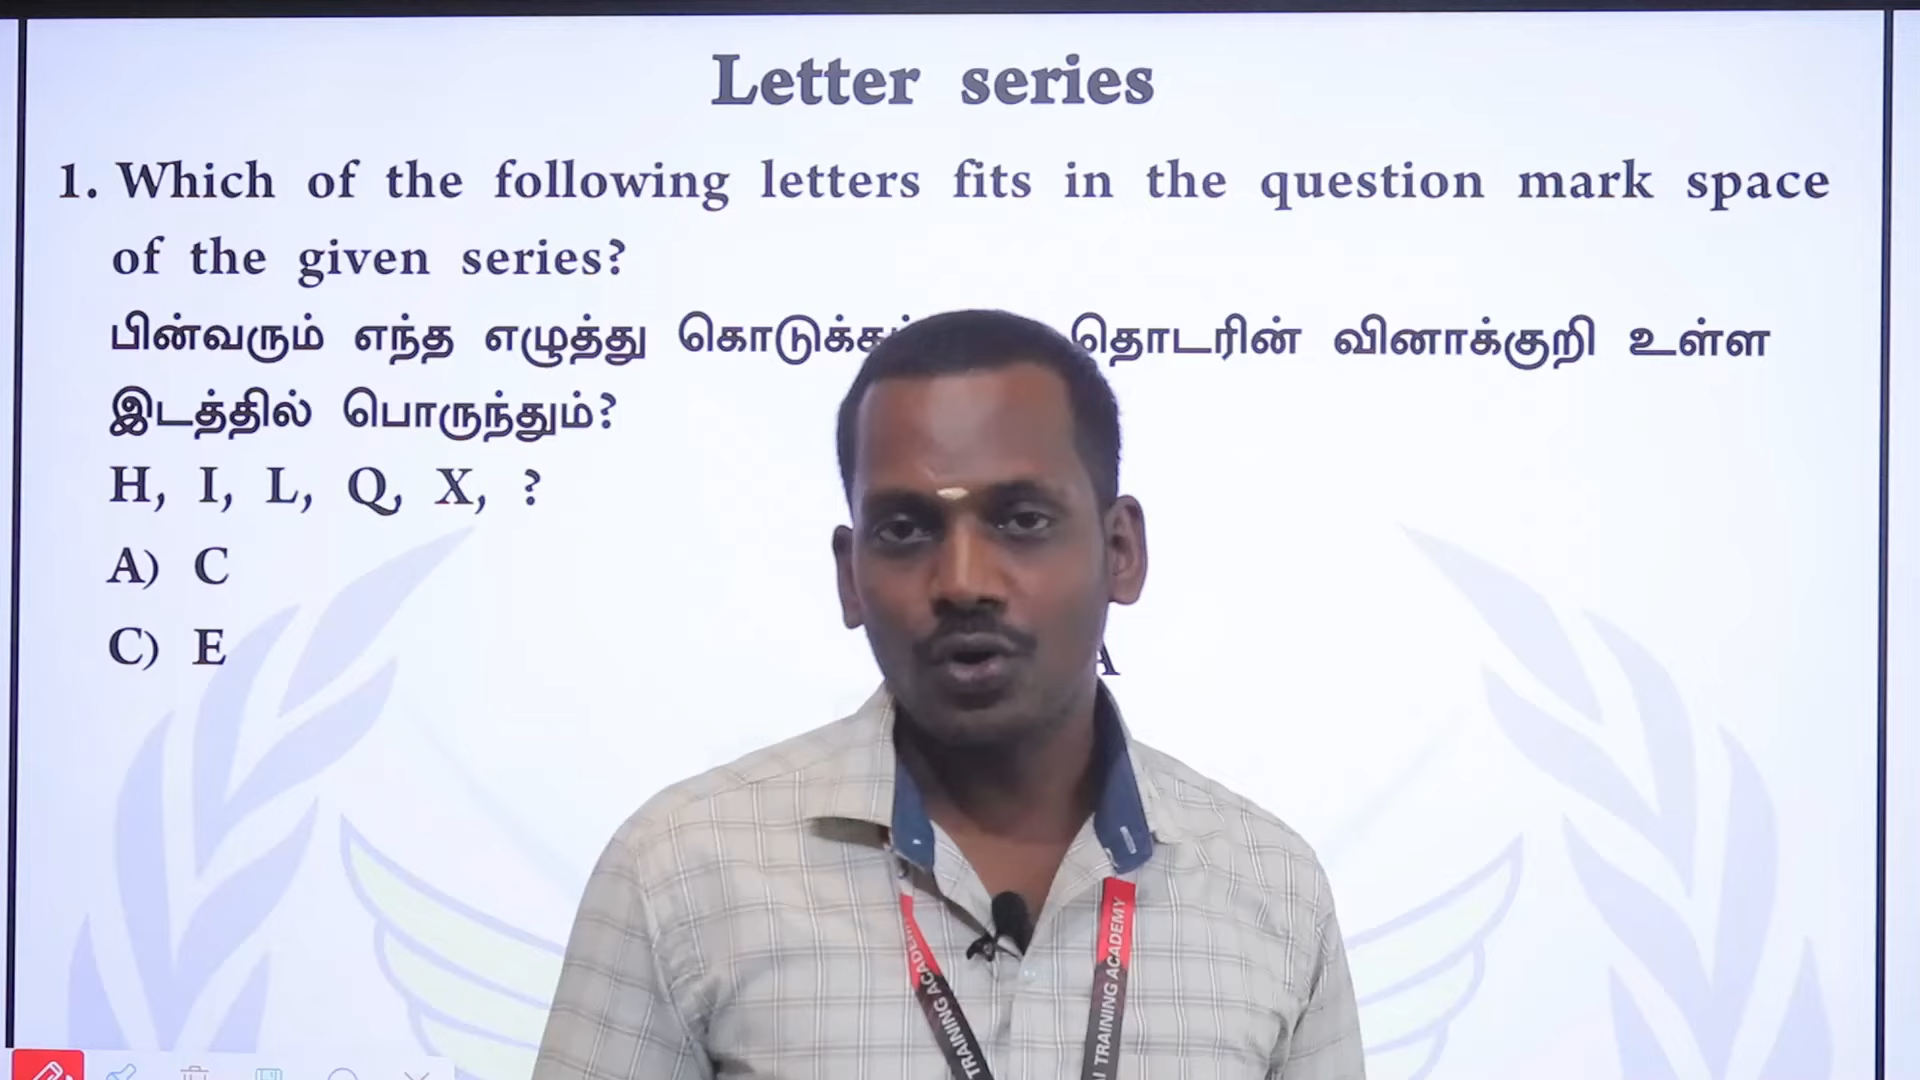 Letter series
1. Which of the following letters fits in the question mark space
of the given series?
பின்வரும் எந்த எழுத்து தொடரின் வினாக்குறி உள்ள
இடத்தில் பொருந்தும்?
H, I, L, Q, X, ?
A) C
C) E
A
TRAINING ACADEMY
TRAINING ACADEMY